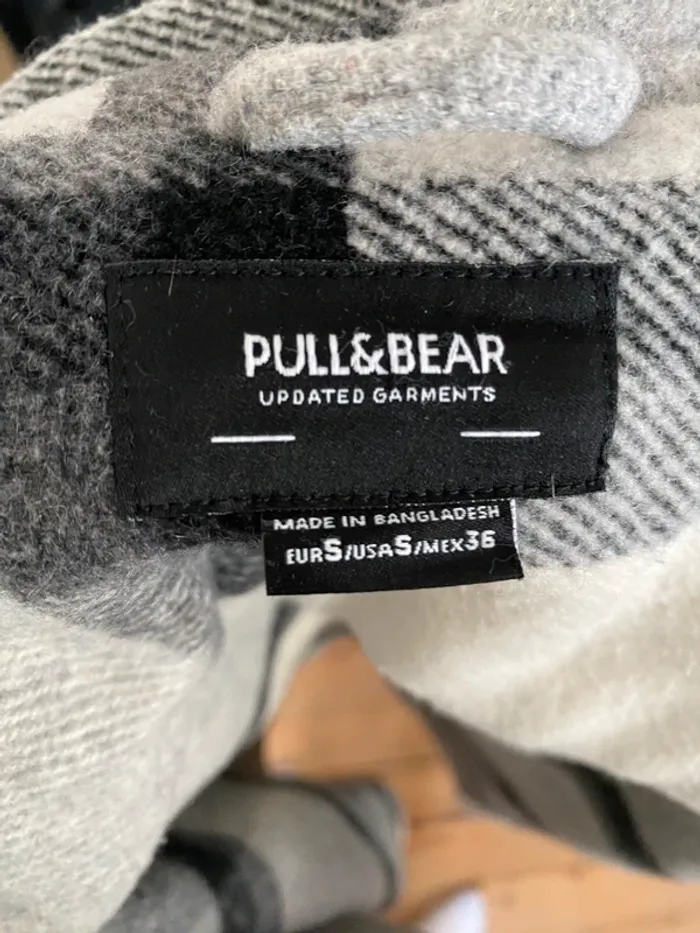 PULL&BEAR
UPDATED GARMENTS
MADE IN BANGLADESH
EURS/USAS/MEX36